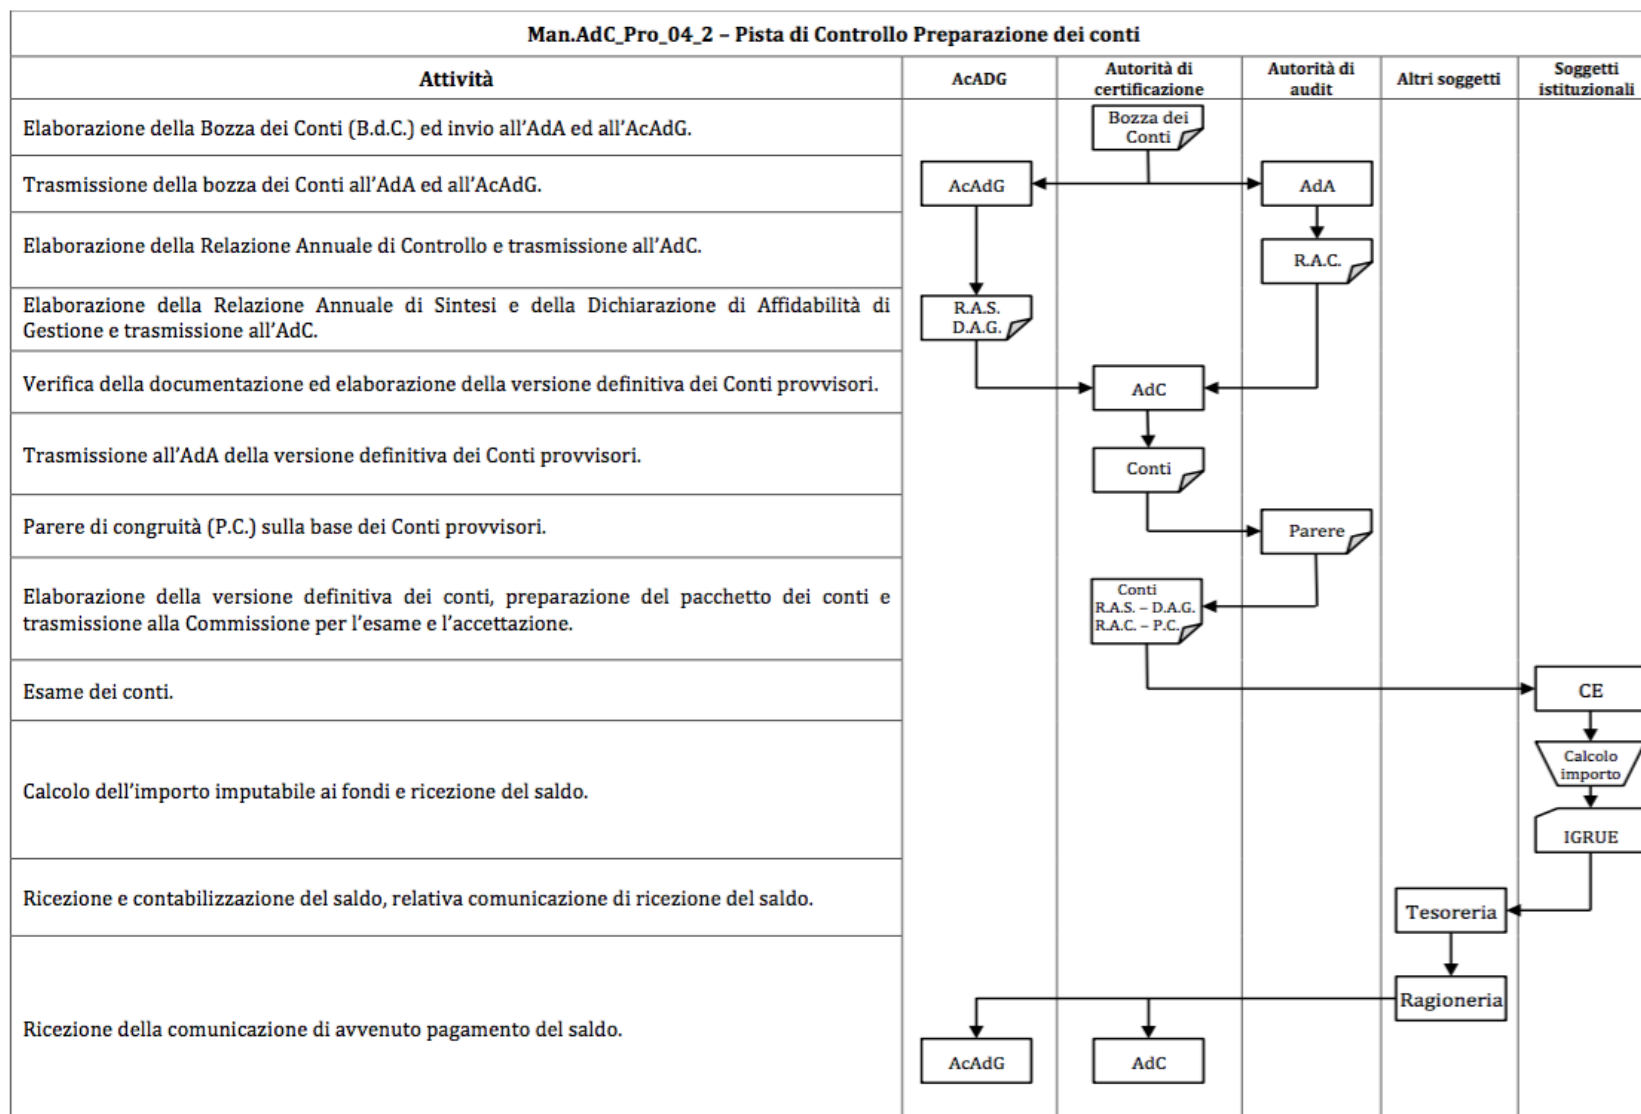 Man.AdC_Pro_04_2 – Pista di Controllo Preparazione dei conti
Attività
AcADG
Autorità di
certificazione
Autorità di
audit
Altri soggetti
Soggetti
istituzionali
Elaborazione della Bozza dei Conti (B.d.C.) ed invio all'AdA ed all'AcAdG.
Bozza dei
Conti
Trasmissione della bozza dei Conti all'AdA ed all'AcAdG.
AcAdG
AdA
Elaborazione della Relazione Annuale di Controllo e trasmissione all'AdC.
R.A.C.
Elaborazione della Relazione Annuale di Sintesi e della Dichiarazione di Affidabilità di
Gestione e trasmissione all'AdC.
R.A.S.
D.A.G.
Verifica della documentazione ed elaborazione della versione definitiva dei Conti provvisori.
AdC
Trasmissione all'AdA della versione definitiva dei Conti provvisori.
Conti
Parere di congruità (P.C.) sulla base dei Conti provvisori.
Parere
Elaborazione della versione definitiva dei conti, preparazione del pacchetto dei conti e
trasmissione alla Commissione per l'esame e l'accettazione.
Conti
R.A.S. – D.A.G.
R.A.C. – P.C.
Esame dei conti.
CE
Calcolo dell'importo imputabile ai fondi e ricezione del saldo.
Calcolo
importo
IGRUE
Ricezione e contabilizzazione del saldo, relativa comunicazione di ricezione del saldo.
Tesoreria
Ricezione della comunicazione di avvenuto pagamento del saldo.
Ragioneria
AcAdG
AdC